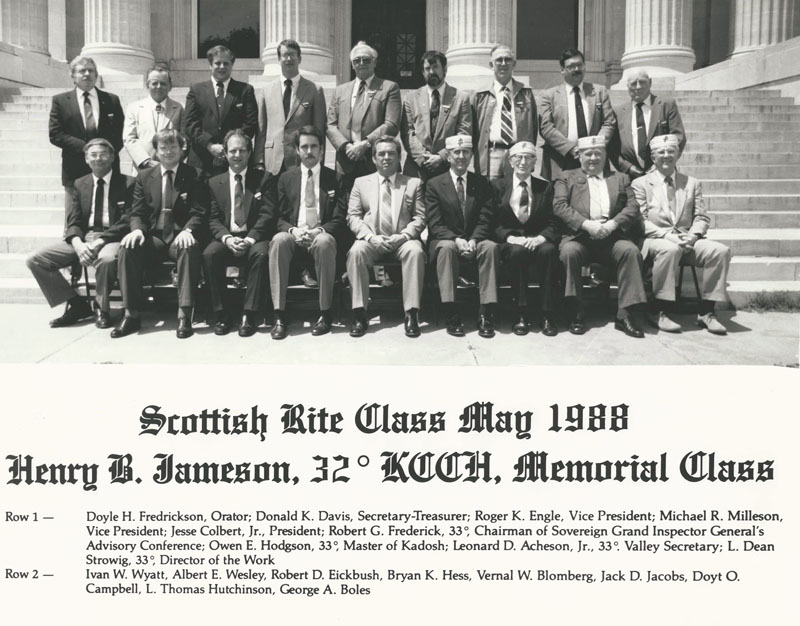 Scottish Rite Class May 1988
Henry B. Jameson, 32° KCCH, Memorial Class
Row 1 — Doyle H. Fredrickson, Orator; Donald K. Davis, Secretary-Treasurer; Roger K. Engle, Vice President; Michael R. Milleson,
Vice President; Jesse Colbert, Jr., President; Robert G. Frederick, 33°, Chairman of Sovereign Grand Inspector General's
Advisory Conference; Owen E. Hodgson, 33°, Master of Kadosh; Leonard D. Acheson, Jr., 33°. Valley Secretary; L. Dean
Strowig, 33°, Director of the Work
Row 2 — Ivan W. Wyatt, Albert E. Wesley, Robert D. Eickbush, Bryan K. Hess, Vernal W. Blomberg, Jack D. Jacobs, Doyt O.
Campbell, L. Thomas Hutchinson, George A. Boles